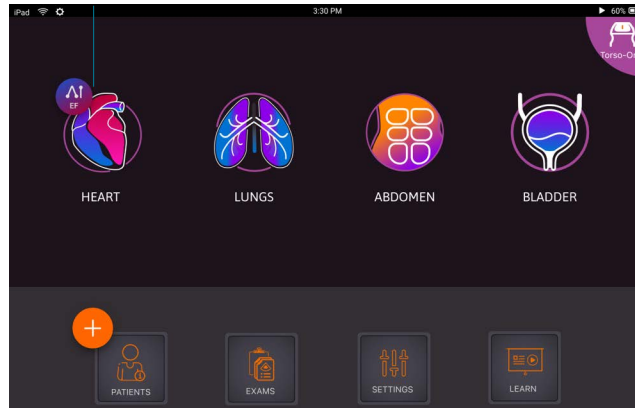 iPad 3:30 PM 60%
Torso-On
AI
EF
HEART LUNGS ABDOMEN BLADDER
+
PATIENTS EXAMS SETTINGS LEARN